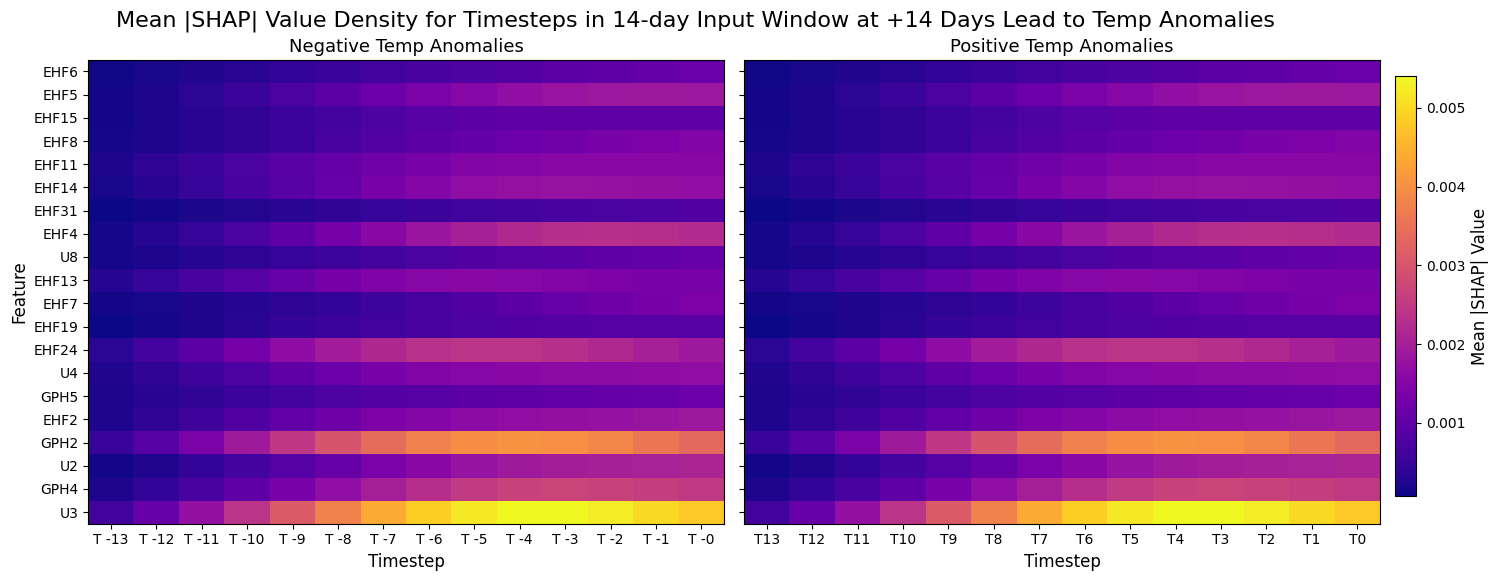 Mean |SHAP| Value Density for Timesteps in 14-day Input Window at +14 Days Lead to Temp Anomalies
Negative Temp Anomalies
Positive Temp Anomalies
Feature
EHF6
EHF5
EHF15
EHF8
EHF11
EHF14
EHF31
EHF4
U8
EHF13
EHF7
EHF19
EHF24
U4
GPH5
EHF2
GPH2
U2
GPH4
U3
T -13 T -12 T -11 T -10 T -9 T -8 T -7 T -6 T -5 T -4 T -3 T -2 T -1 T -0
Timestep
T13 T12 T11 T10 T9 T8 T7 T6 T5 T4 T3 T2 T1 T0
Timestep
0.005
0.004
0.003
0.002
0.001
Mean |SHAP| Value